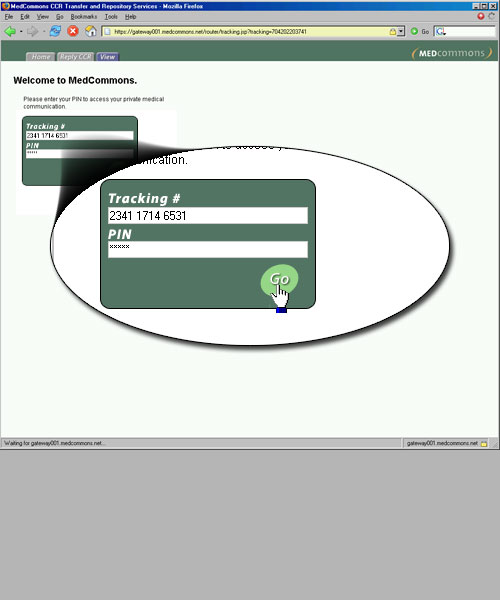 MedCommons CCR Transfer and Repository Services - Mozilla Firefox
File Edit View Go Bookmarks Tools Help
https://gateway001.medcommons.net/router/tracking.jsp?tracking=704202203741
Go
Home Reply CCR View
MEDcommons
Welcome to MedCommons.
Please enter your PIN to access your private medical
communication.
Tracking #
2341 1714 6531
PIN
*****
unication.
Tracking #
2341 1714 6531
PIN
*****
Go
Waiting for gateway001.medcommons.net...
gateway001.medcommons.net